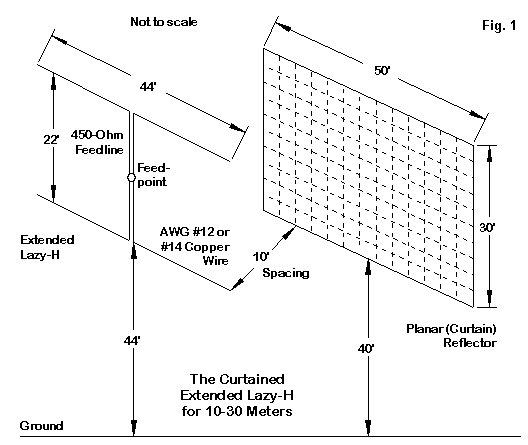 Not to scale
Fig. 1
50'
44'
22'
450-Ohm
Feedline
Feed-
point
AWG #12 or
#14 Copper
Wire
Extended
Lazy-H
10'
Spacing
30'
Planar (Curtain)
Reflector
44'
40'
The Curtained
Extended Lazy-H
for 10-30 Meters
Ground